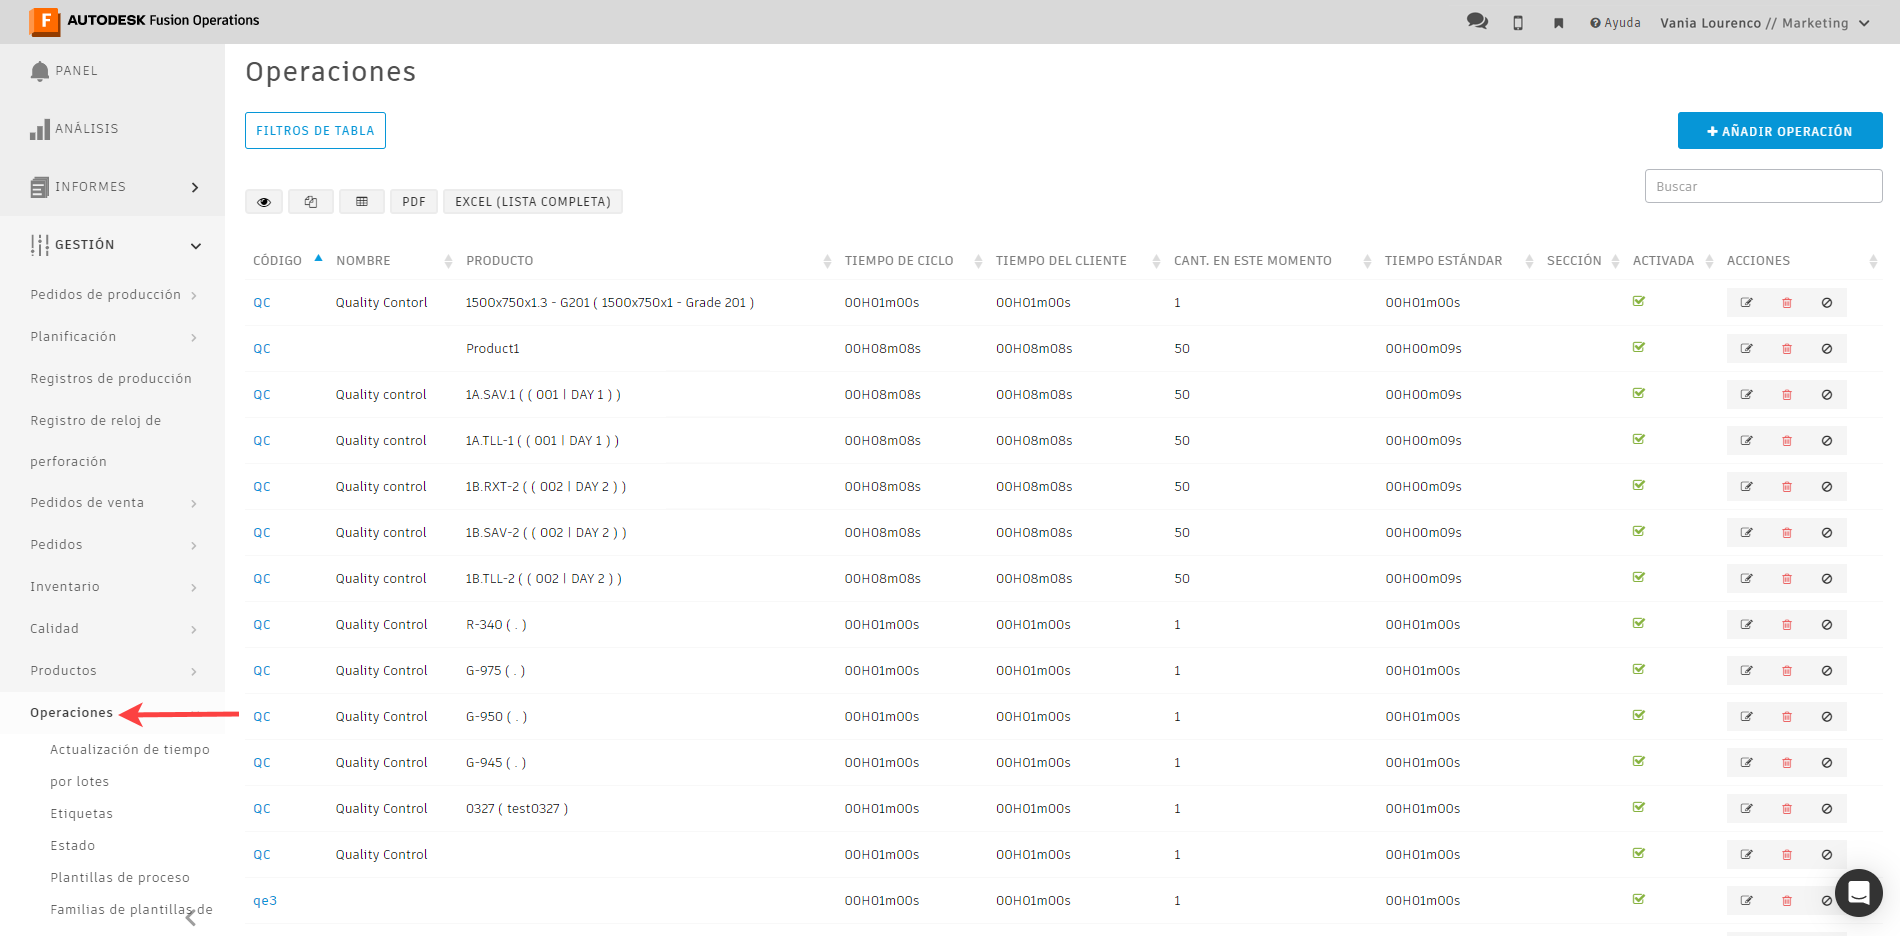 AUTODESK Fusion Operations
Ayuda
Vania Lourenco // Marketing
PANEL
ANÁLISIS
INFORMES
GESTIÓN
Pedidos de producción
Planificación
Registros de producción
Registro de reloj de
perforación
Pedidos de venta
Pedidos
Inventario
Calidad
Productos
Operaciones
Actualización de tiempo
por lotes
Etiquetas
Estado
Plantillas de proceso
Familias de plantillas de
Operaciones
FILTROS DE TABLA
+ AÑADIR OPERACIÓN
Buscar
PDF
EXCEL (LISTA COMPLETA)
CÓDIGO NOMBRE PRODUCTO TIEMPO DE CICLO TIEMPO DEL CLIENTE CANT. EN ESTE MOMENTO TIEMPO ESTÁNDAR SECCIÓN ACTIVADA ACCIONES
QC Quality Contorl 1500x750x1.3 - G201 ( 1500x750x1 - Grade 201 ) 00H01m00s 00H01m00s 1 00H01m00s
QC Product1 00H08m08s 00H08m08s 50 00H00m09s
QC Quality control 1A.SAV.1 ( ( 001 | DAY 1 ) ) 00H08m08s 00H08m08s 50 00H00m09s
QC Quality control 1A.TLL-1 ( ( 001 | DAY 1 ) ) 00H08m08s 00H08m08s 50 00H00m09s
QC Quality control 1B.RXT-2 ( ( 002 | DAY 2 ) ) 00H08m08s 00H08m08s 50 00H00m09s
QC Quality control 1B.SAV-2 ( ( 002 | DAY 2 ) ) 00H08m08s 00H08m08s 50 00H00m09s
QC Quality control 1B.TLL-2 ( ( 002 | DAY 2 ) ) 00H08m08s 00H08m08s 50 00H00m09s
QC Quality Control R-340 ( . ) 00H01m00s 00H01m00s 1 00H01m00s
QC Quality Control G-975 ( . ) 00H01m00s 00H01m00s 1 00H01m00s
QC Quality Control G-950 ( . ) 00H01m00s 00H01m00s 1 00H01m00s
QC Quality Control G-945 ( . ) 00H01m00s 00H01m00s 1 00H01m00s
QC Quality Control 0327 ( test0327 ) 00H01m00s 00H01m00s 1 00H01m00s
QC Quality Control 00H01m00s 00H01m00s 1 00H01m00s
qe3 00H01m00s 00H01m00s 1 00H01m00s